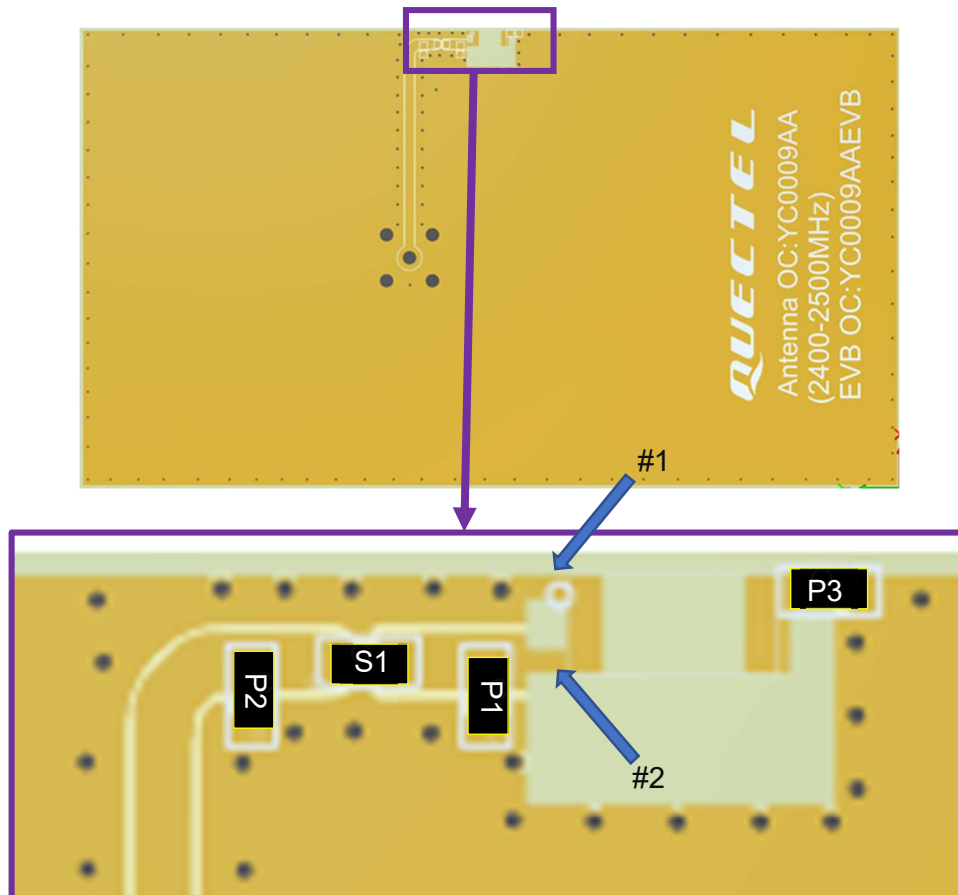 QUECTEL
Antenna OC:YC0009AA
(2400-2500MHz)
EVB OC:YC0009AAEVB
#1
P3
S1
P2
P1
#2